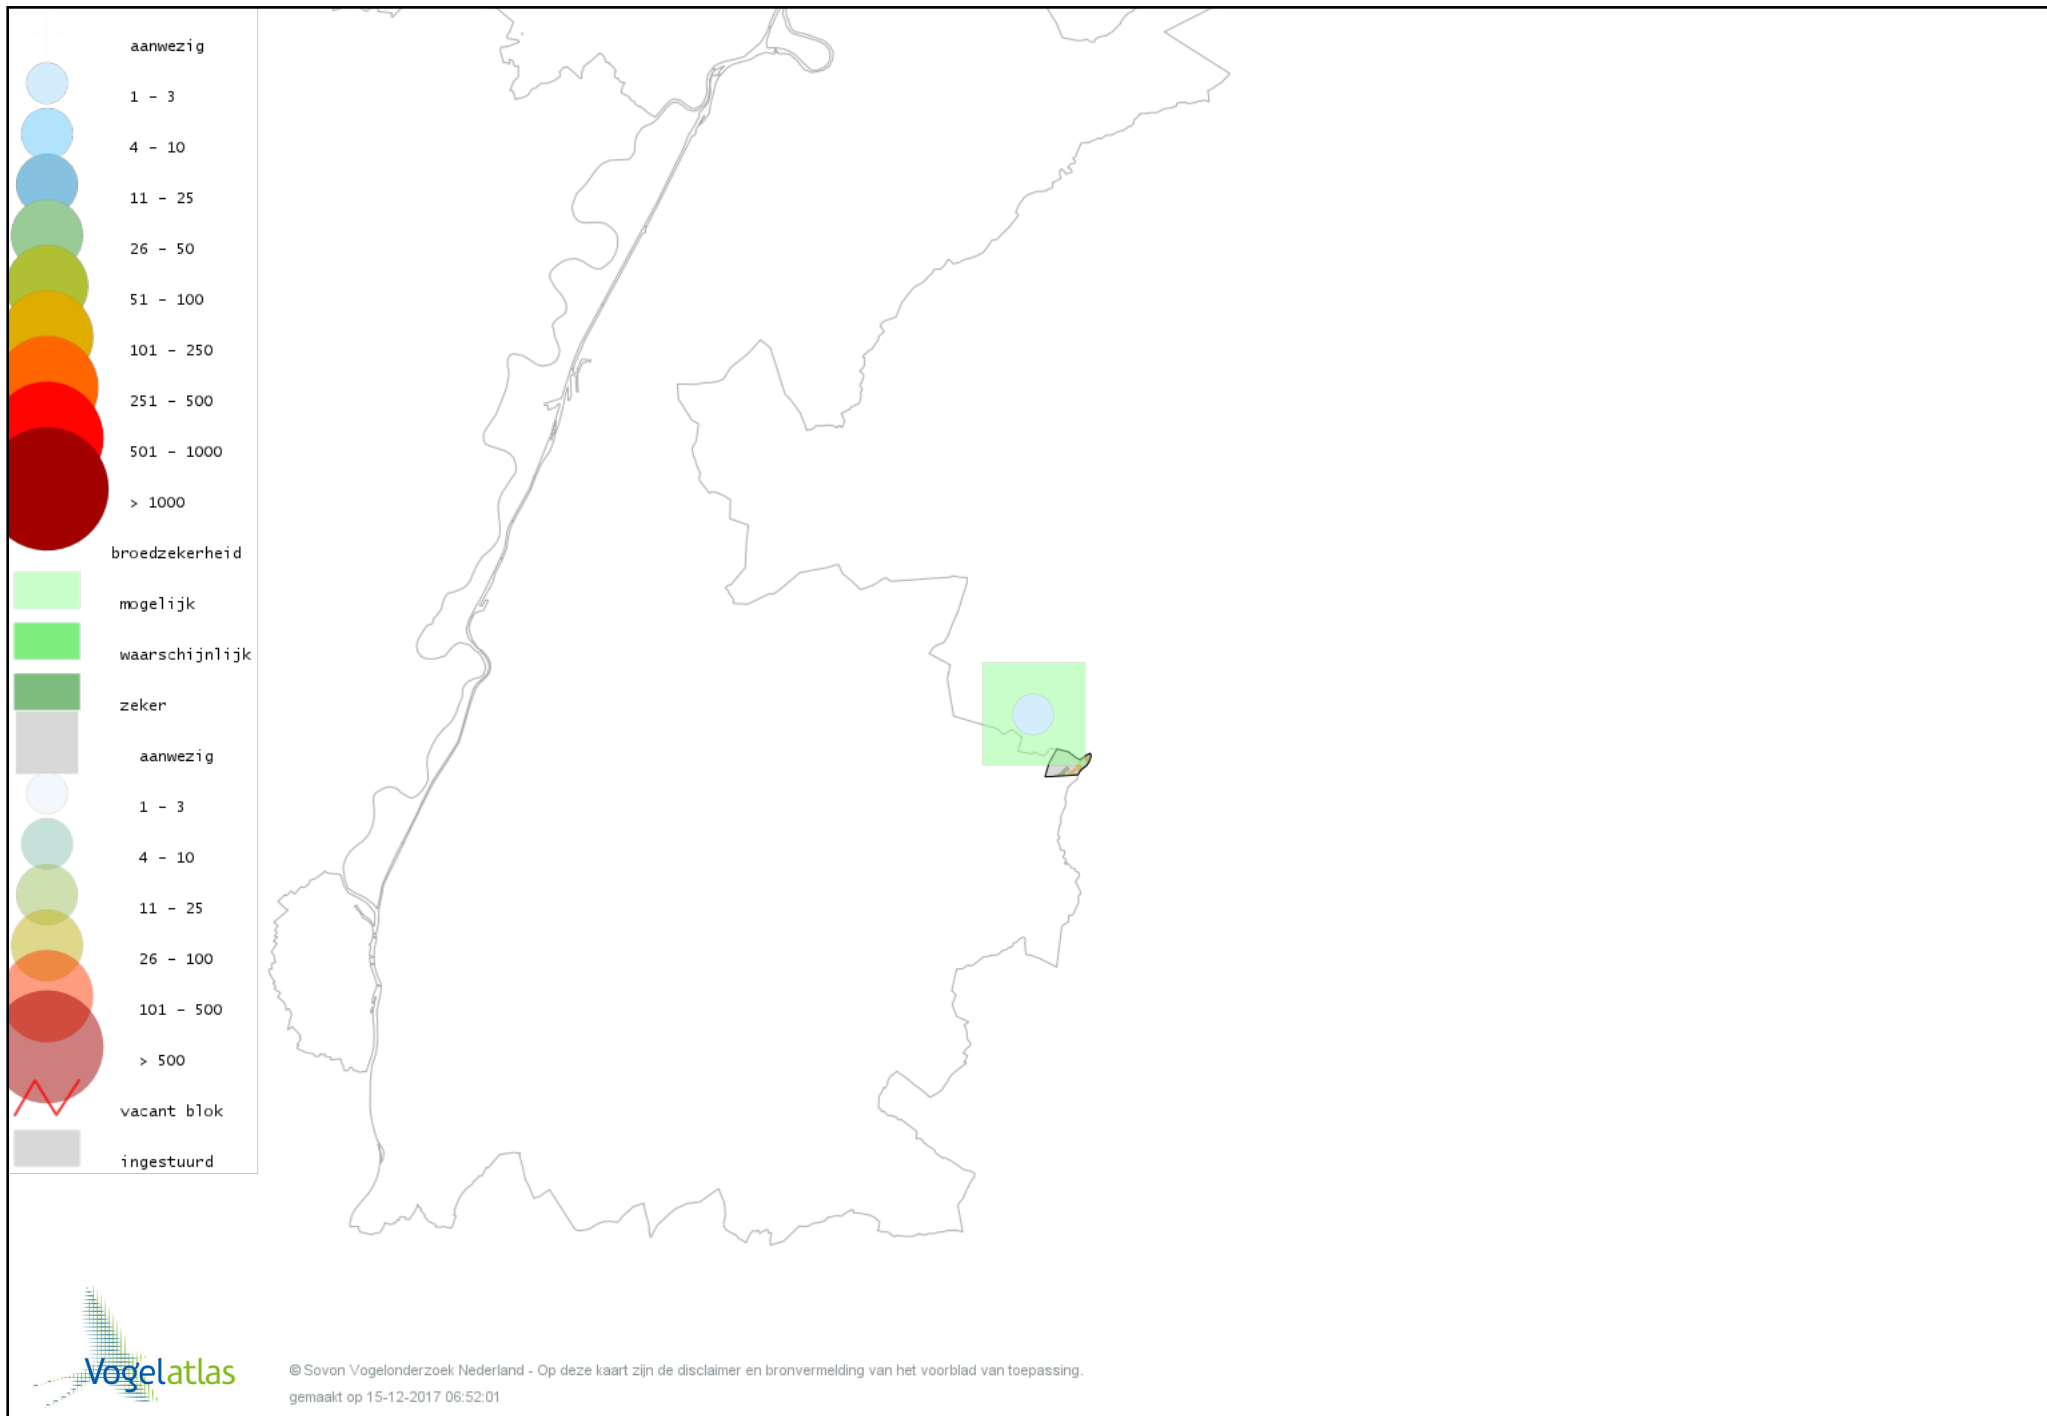 aanwezig
1 - 3
4 - 10
11 - 25
26 - 50
51 - 100
101 - 250
251 - 500
501 - 1000
> 1000
broedzekerheid
mogelijk
waarschijnlijk
zeker
aanwezig
1 - 3
4 - 10
11 - 25
26 - 100
101 - 500
> 500
vacant blok
ingestuurd
Vogelatlas
© Sovon Vogelonderzoek Nederland - Op deze kaart zijn de disclaimer en bronvermelding van het voorblad van toepassing.
gemaakt op 15-12-2017 06:52:01